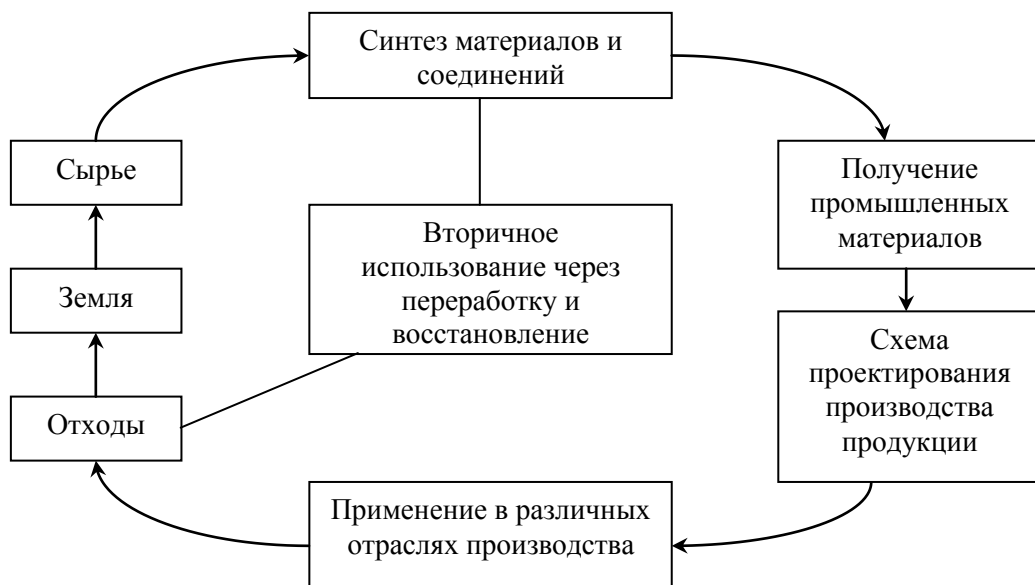 Синтез материалов и
соединений
Сырье
Получение
промышленных
материалов
Вторичное
использование через
переработку и
восстановление
Земля
Схема
проектирования
производства
продукции
Отходы
Применение в различных
отраслях производства